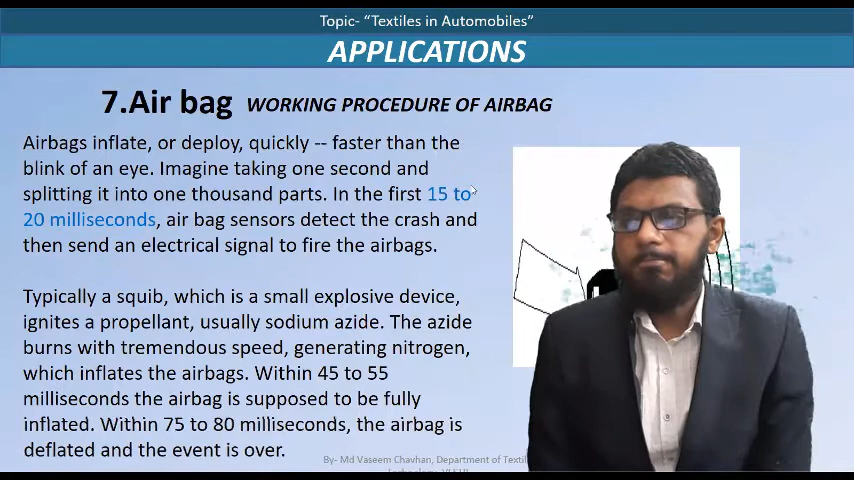 Topic- “Textiles in Automobiles”
APPLICATIONS
7.Air bag WORKING PROCEDURE OF AIRBAG
Airbags inflate, or deploy, quickly -- faster than the
blink of an eye. Imagine taking one second and
splitting it into one thousand parts. In the first 15 to
20 milliseconds, air bag sensors detect the crash and
then send an electrical signal to fire the airbags.
Typically a squib, which is a small explosive device,
ignites a propellant, usually sodium azide. The azide
burns with tremendous speed, generating nitrogen,
which inflates the airbags. Within 45 to 55
milliseconds the airbag is supposed to be fully
inflated. Within 75 to 80 milliseconds, the airbag is
deflated and the event is over.
By- Md Vaseem Chavhan, Department of